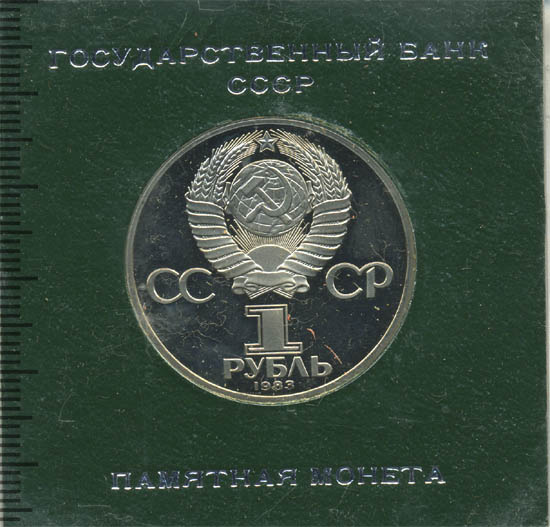 ГОСУДАРСТВЕННЫЙ БАНК
СССР
СС СР
1
РУБЛЬ
1983
ПАМЯТНАЯ МОНЕТА